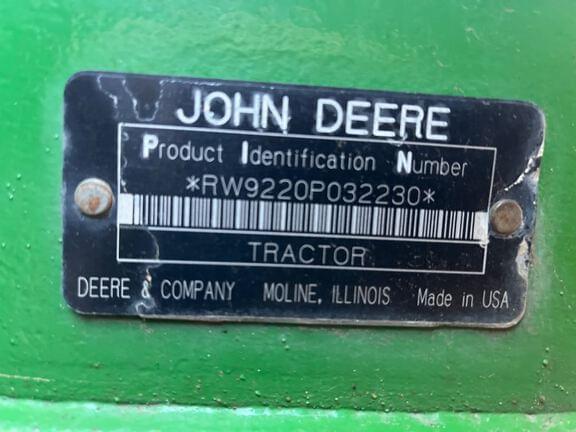 JOHN DEERE
Product Identification Number
*RW9220P032230*
TRACTOR
DEERE & COMPANY MOLINE, ILLINOIS Made in USA